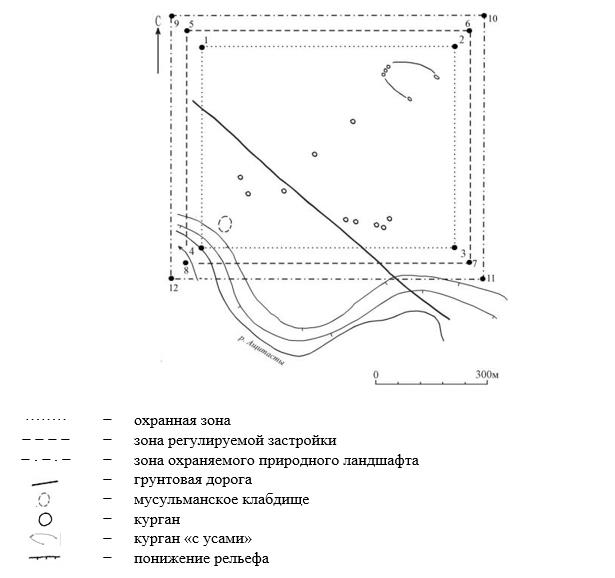 С
9
10
5
6
1
2
4
3
8
7
12
11
р. Ащитасты
0
300м
охранная зона
– зона регулируемой застройки
– зона охраняемого природного ландшафта
– грунтовая дорога
– мусульманское клабдище
– курган
– курган «с усами»
– понижение рельефа